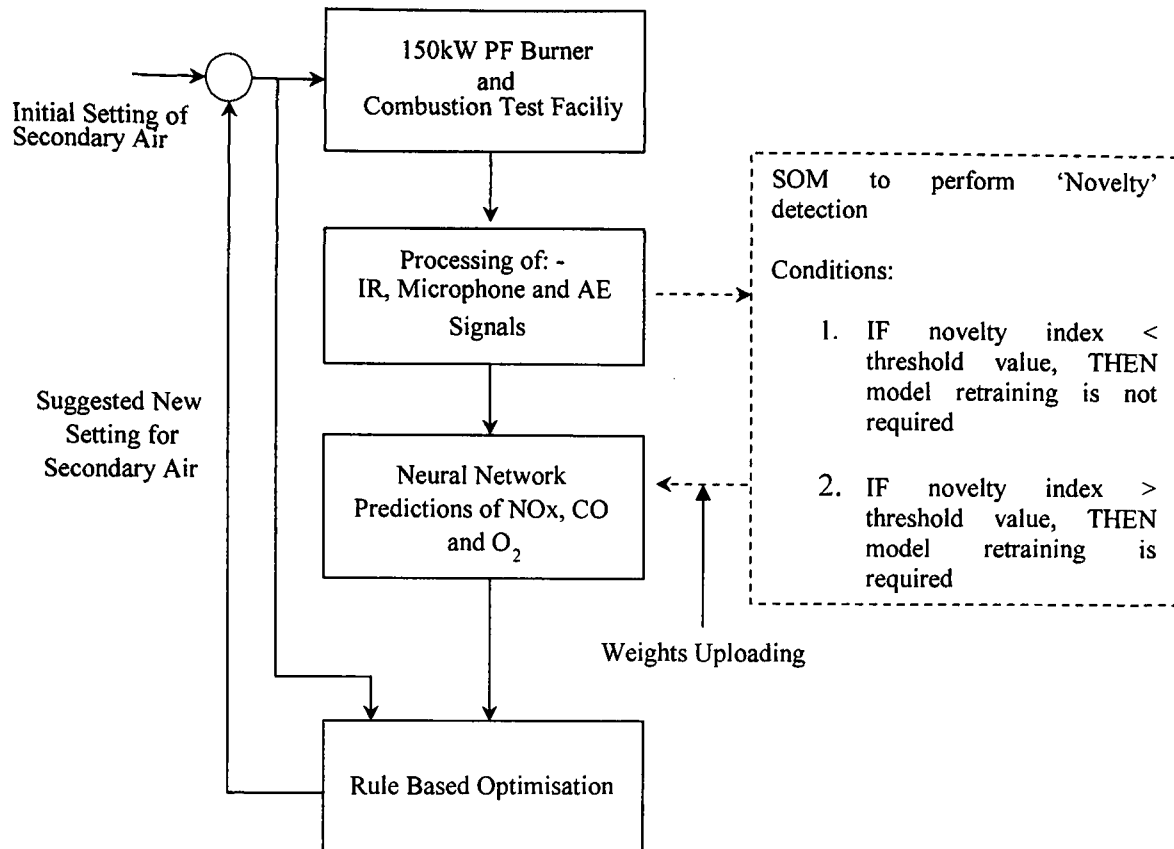 150kW PF Burner
and
Combustion Test Faciliy
Initial Setting of
Secondary Air
SOM to perform ‘Novelty’
detection
Conditions:
1. IF novelty index <
threshold value, THEN
model retraining is not
required
2. IF novelty index >
threshold value, THEN
model retraining is
required
Processing of: -
IR, Microphone and AE
Signals
Suggested New
Setting for
Secondary Air
Neural Network
Predictions of NOx, CO
and O₂
Weights Uploading
Rule Based Optimisation